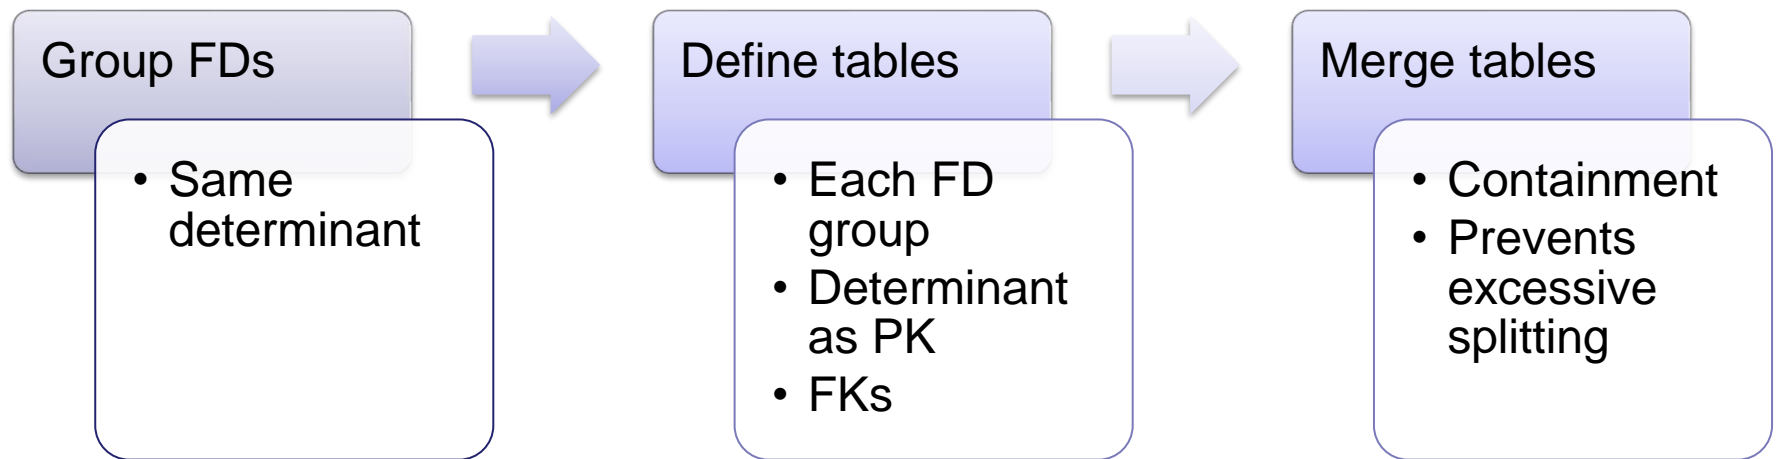 Group FDs
• Same
determinant
Define tables
• Each FD
group
• Determinant
as PK
• FKs
Merge tables
• Containment
• Prevents
excessive
splitting